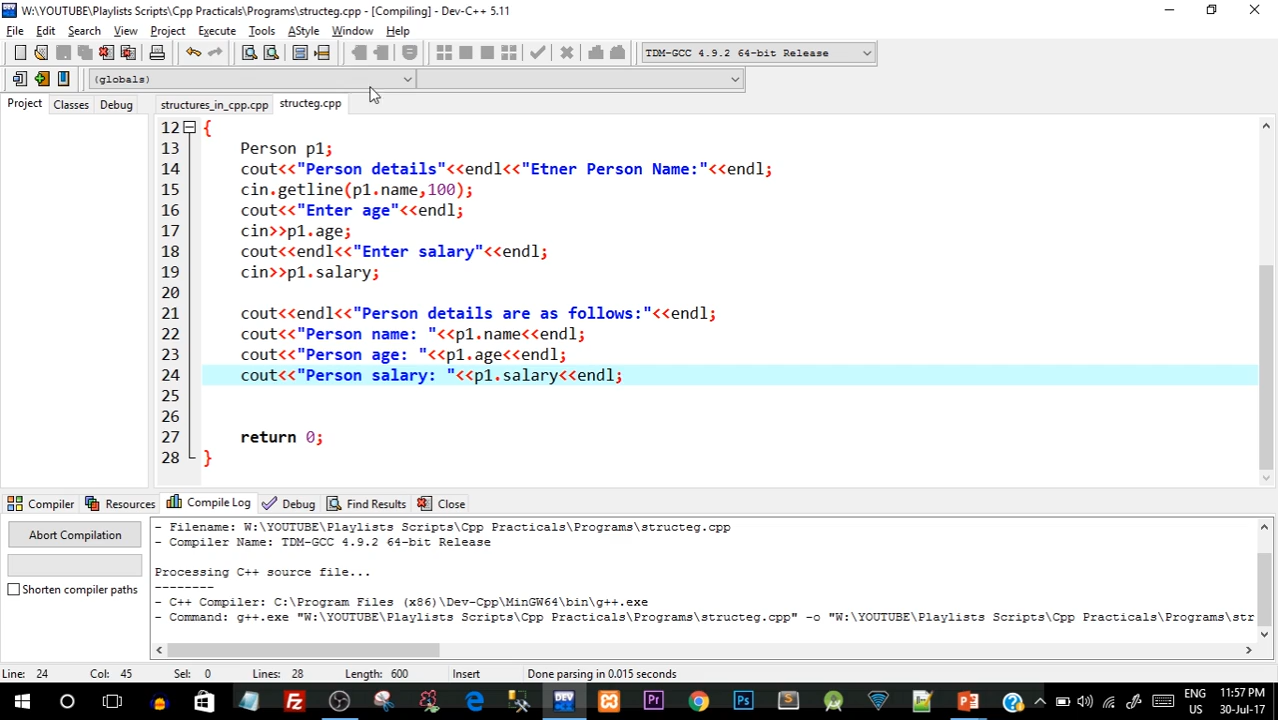 W:\YOUTUBE\Playlists Scripts\Cpp Practicals\Programs\structeg.cpp - [Compiling] - Dev-C++ 5.11
File Edit Search View Project Execute Tools AStyle Window Help
TDM-GCC 4.9.2 64-bit Release
(globals)
Project Classes Debug structures_in_cpp.cpp structeg.cpp
12 {
13 Person p1;
14 cout<<"Person details"<<endl<<"Etner Person Name:"<<endl;
15 cin.getline(p1.name,100);
16 cout<<"Enter age"<<endl;
17 cin>>p1.age;
18 cout<<endl<<"Enter salary"<<endl;
19 cin>>p1.salary;
20
21 cout<<endl<<"Person details are as follows:"<<endl;
22 cout<<"Person name: "<<p1.name<<endl;
23 cout<<"Person age: "<<p1.age<<endl;
24 cout<<"Person salary: "<<p1.salary<<endl;
25
26
27 return 0;
28 }
Compiler Resources Compile Log Debug Find Results Close
Abort Compilation
Shorten compiler paths
- Filename: W:\YOUTUBE\Playlists Scripts\Cpp Practicals\Programs\structeg.cpp
- Compiler Name: TDM-GCC 4.9.2 64-bit Release
Processing C++ source file...
--------
- C++ Compiler: C:\Program Files (x86)\Dev-Cpp\MinGW64\bin\g++.exe
- Command: g++.exe "W:\YOUTUBE\Playlists Scripts\Cpp Practicals\Programs\structeg.cpp" -o "W:\YOUTUBE\Playlists Scripts\Cpp Practicals\Programs\str
Line: 24 Col: 45 Sel: 0 Lines: 28 Length: 600 Insert Done parsing in 0.015 seconds
DEV Pr Ps S P
ENG 11:57 PM
US 30-Jul-17